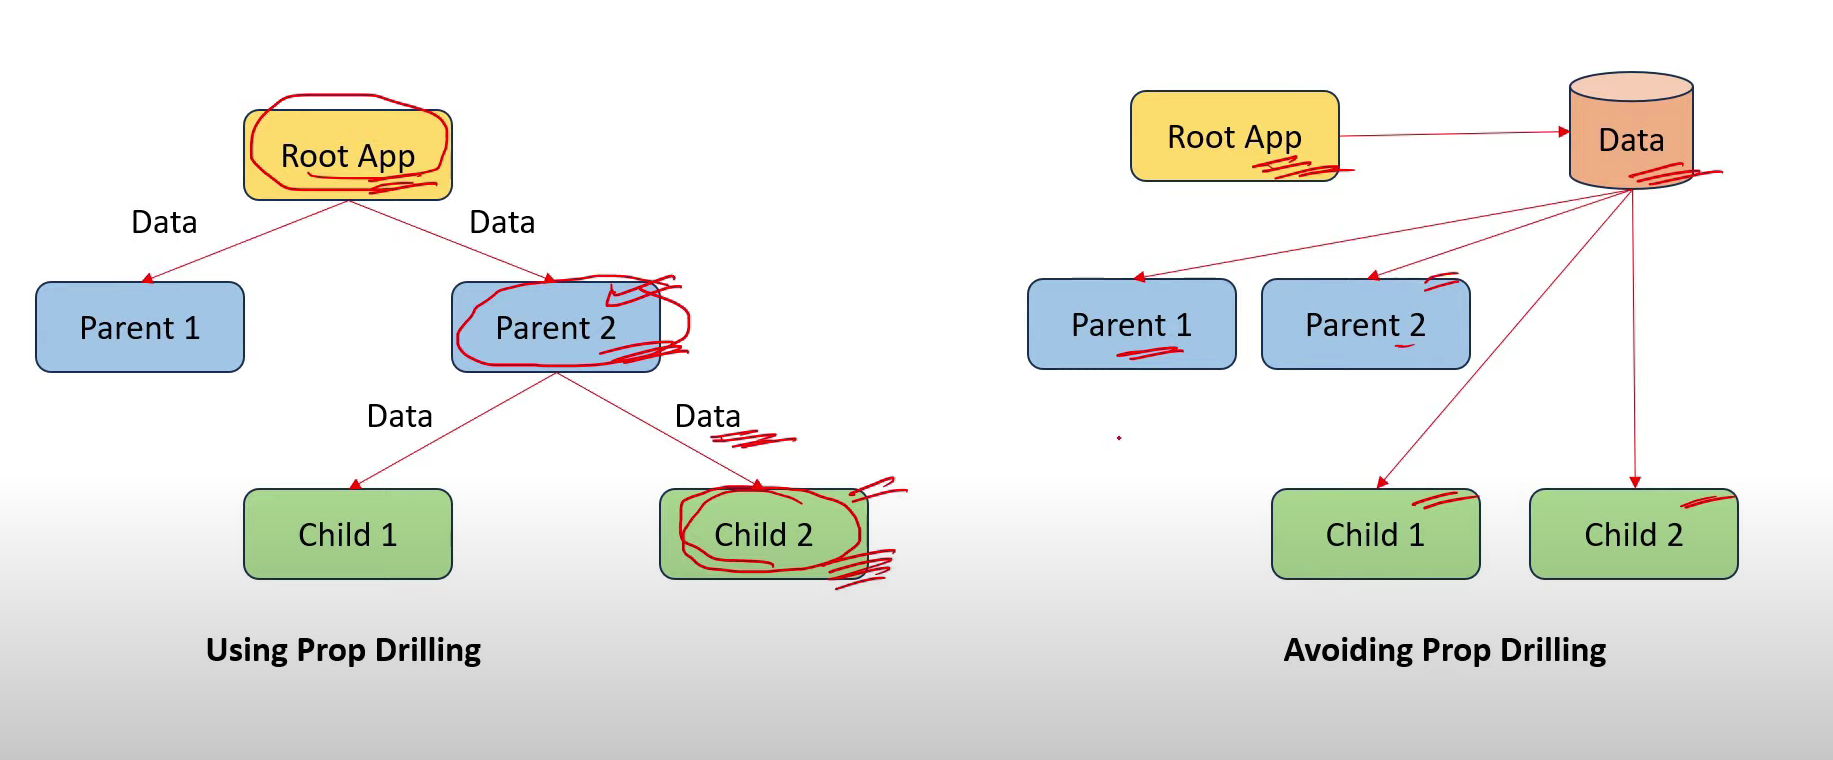 Root App
Data
Data
Parent 1
Parent 2
Data
Data
Child 1
Child 2
Using Prop Drilling
Root App
Data
Parent 1
Parent 2
Child 1
Child 2
Avoiding Prop Drilling